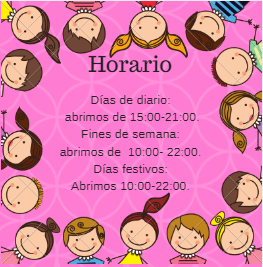 Horario
Días de diario:
abrimos de 15:00-21:00.
Fines de semana:
abrimos de  10:00- 22:00.
Días festivos:
Abrimos 10:00-22:00.